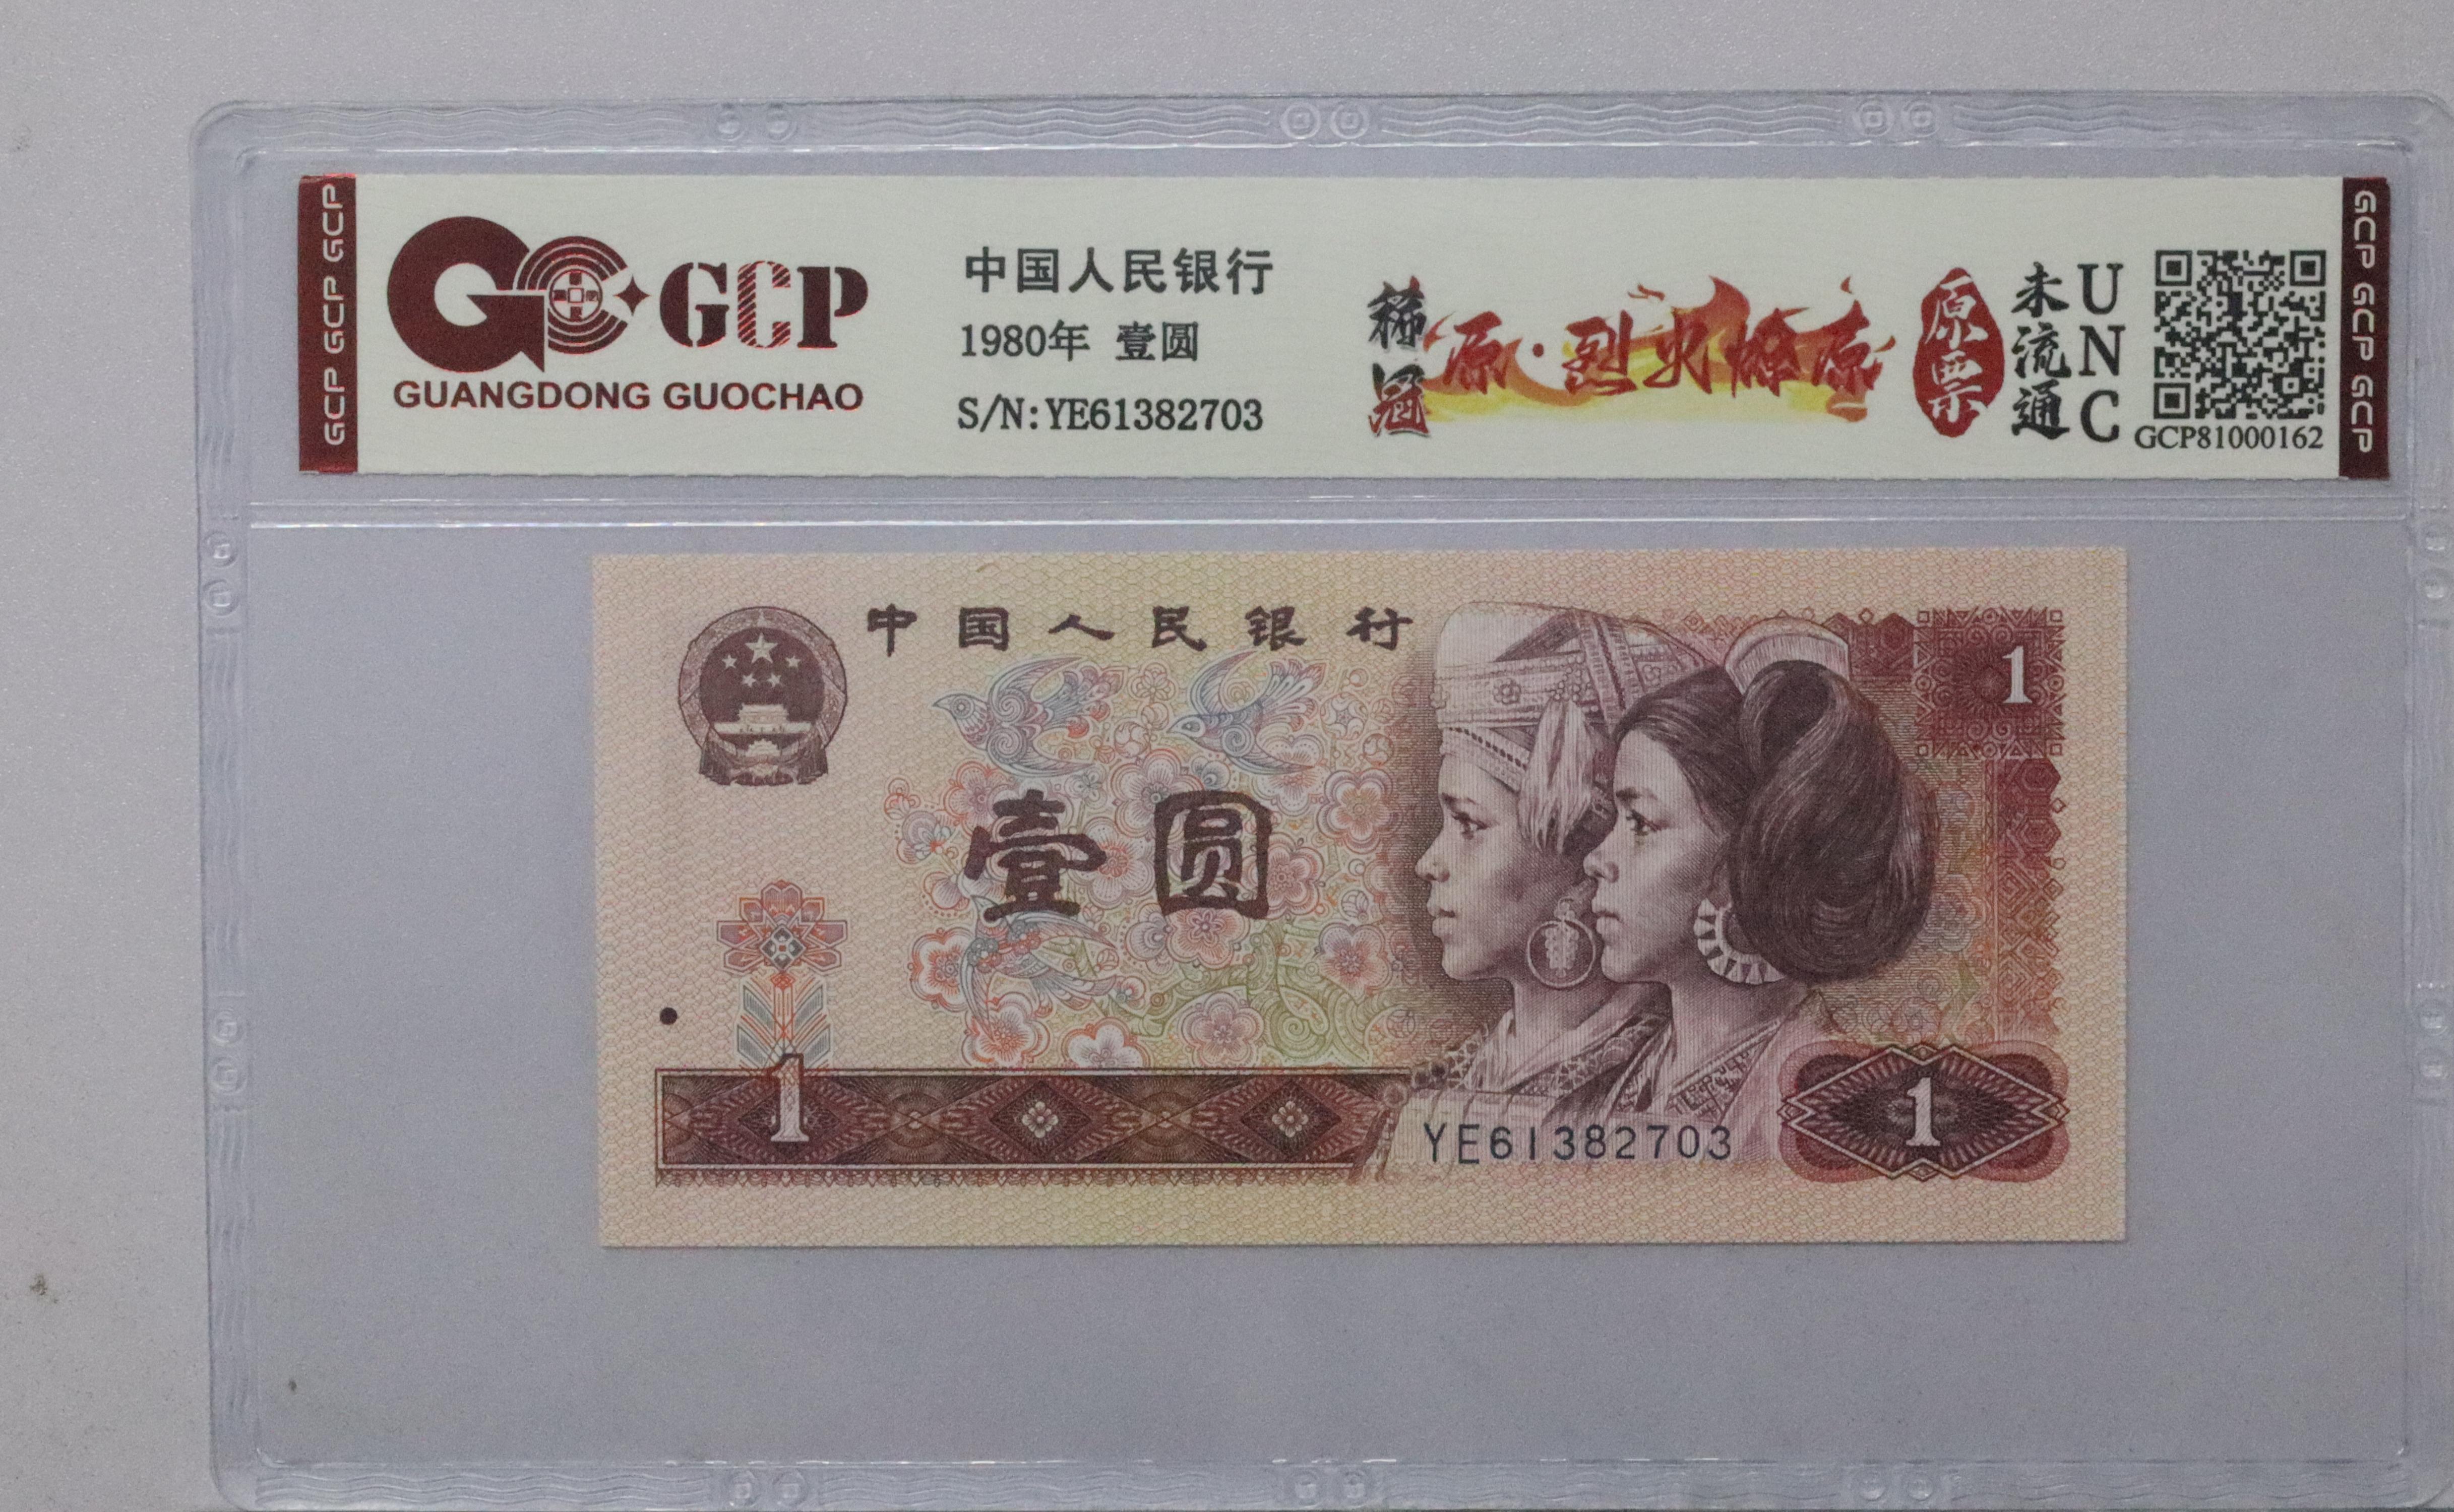 GCP GCP GCP
GCP
GUANGDONG GUOCHAO
中国人民银行
1980年 壹圆
S/N:YE61382703
稀冠
原·烈火燎原
原票
未流通
UNC
GCP81000162
GCP GCP GCP
中国人民银行
1
壹圆
1
YE61382703
1